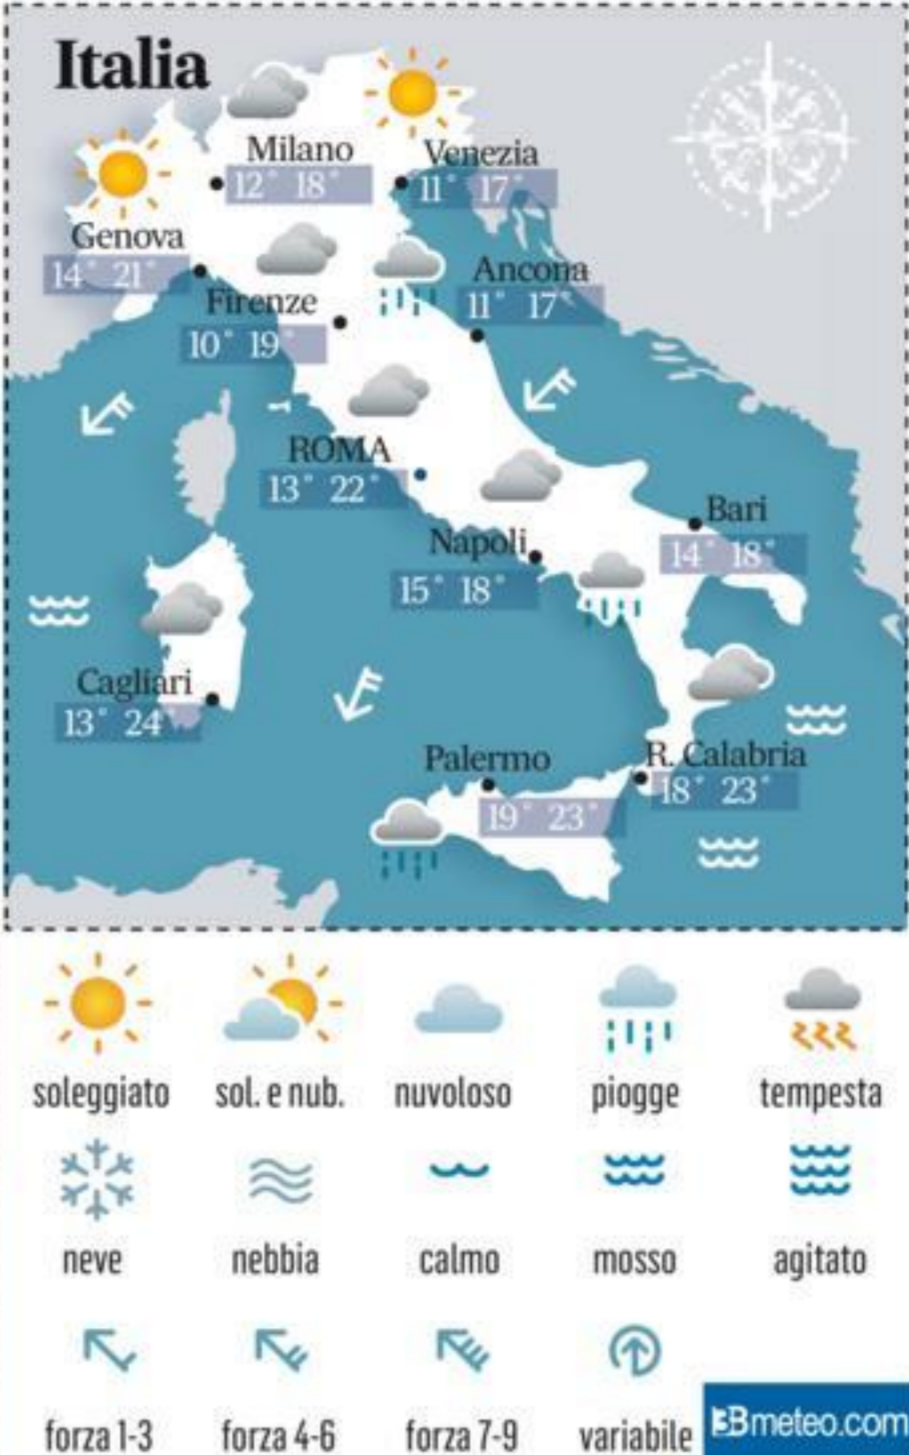 Italia
Milano
12° 18°
Venezia
11° 17°
Genova
14° 21°
Ancona
11° 17°
Firenze
10° 19°
ROMA
13° 22°
Bari
14° 18°
Napoli
15° 18°
Cagliari
13° 24°
Palermo
19° 23°
R. Calabria
18° 23°
soleggiato sol. e nub. nuvoloso piogge tempesta
neve nebbia calmo mosso agitato
forza 1-3 forza 4-6 forza 7-9 variabile
3Bmeteo.com